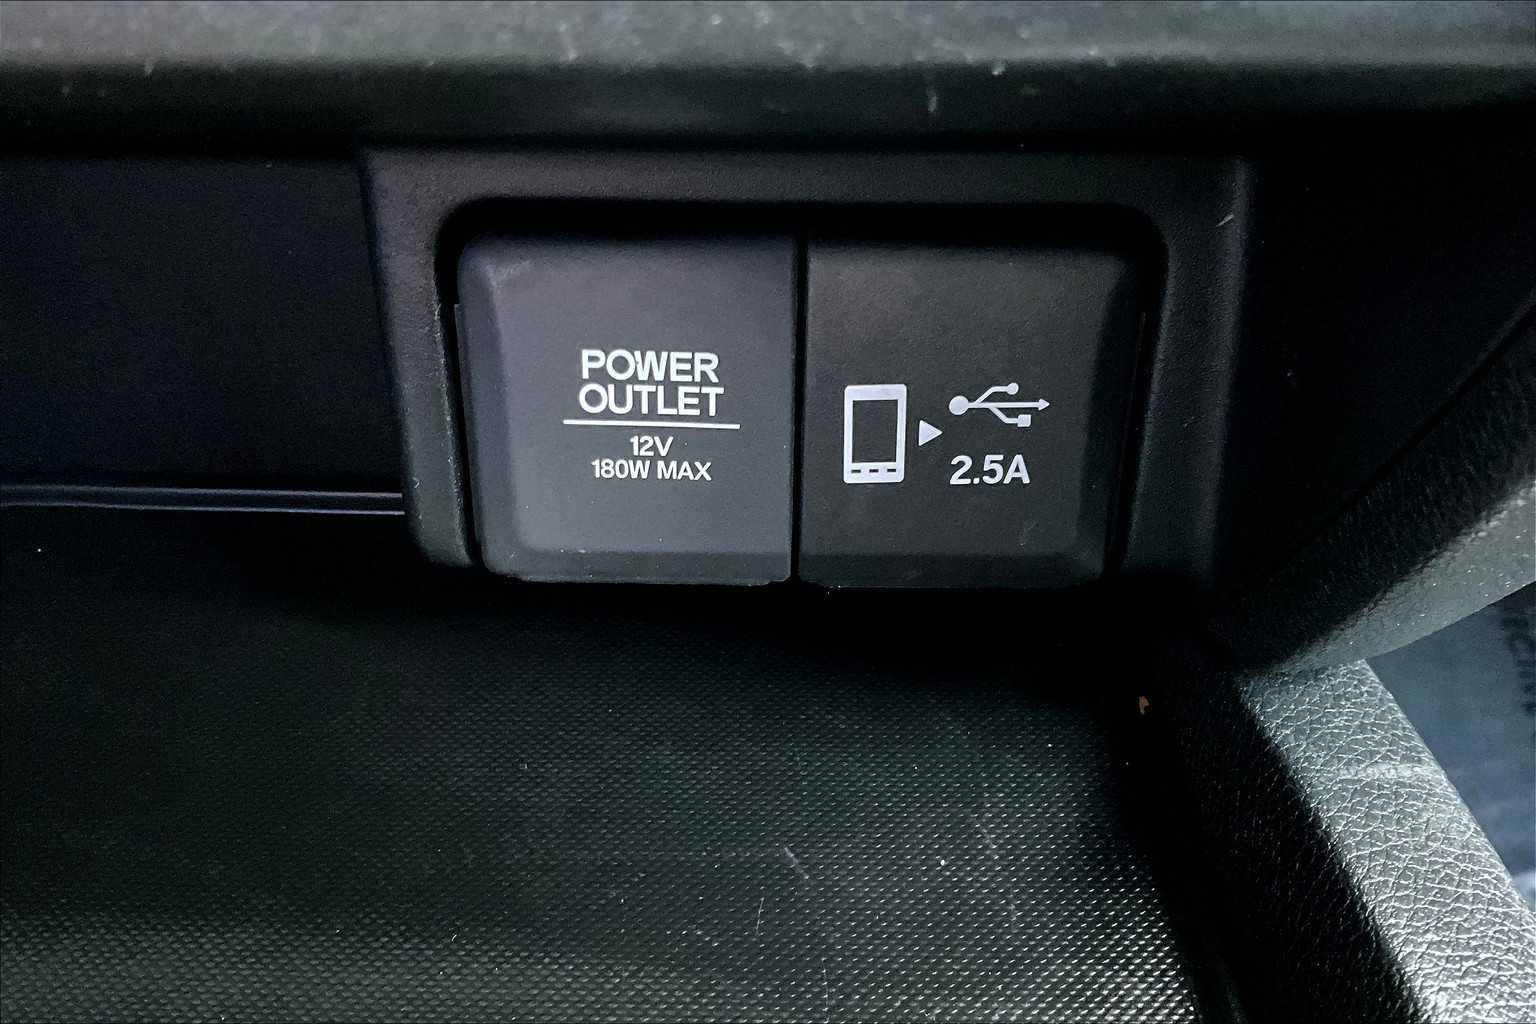 POWER
OUTLET
12V
180W MAX
2.5A